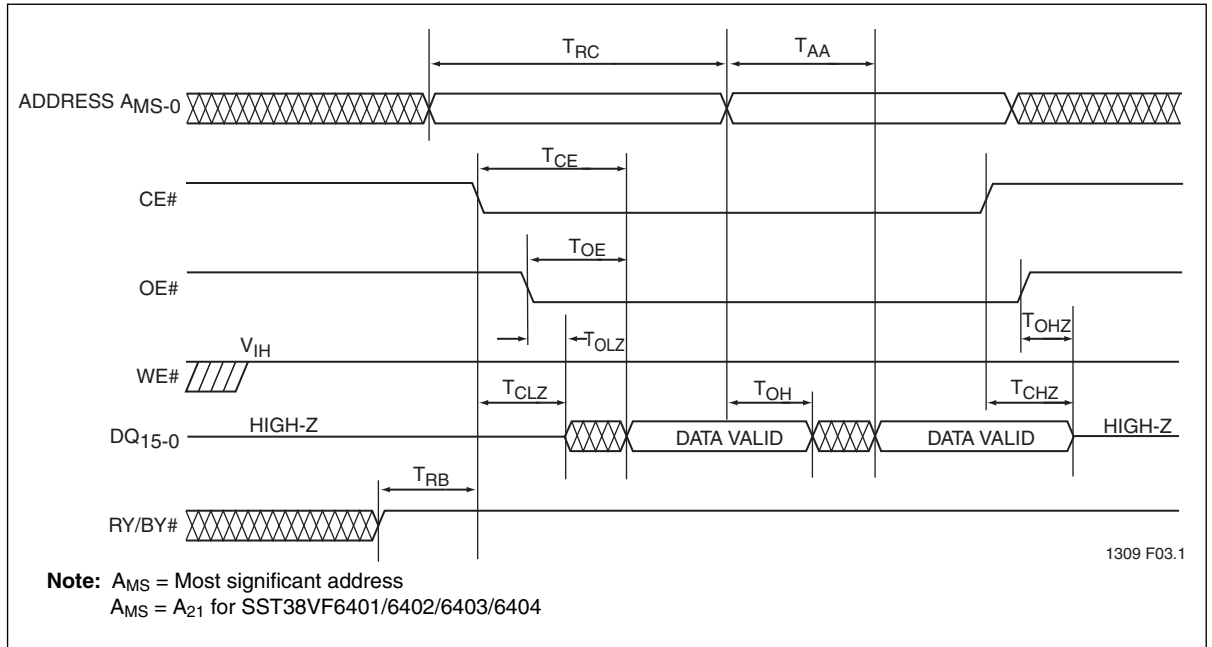 TRC TAA
ADDRESS AMS-0
TCE
CE#
TOE
OE#
TOLZ TOHZ
VIH
WE#
TCLZ TOH TCHZ
DQ15-0 HIGH-Z DATA VALID DATA VALID HIGH-Z
TRB
RY/BY#
1309 F03.1
Note: AMS = Most significant address
AMS = A21 for SST38VF6401/6402/6403/6404